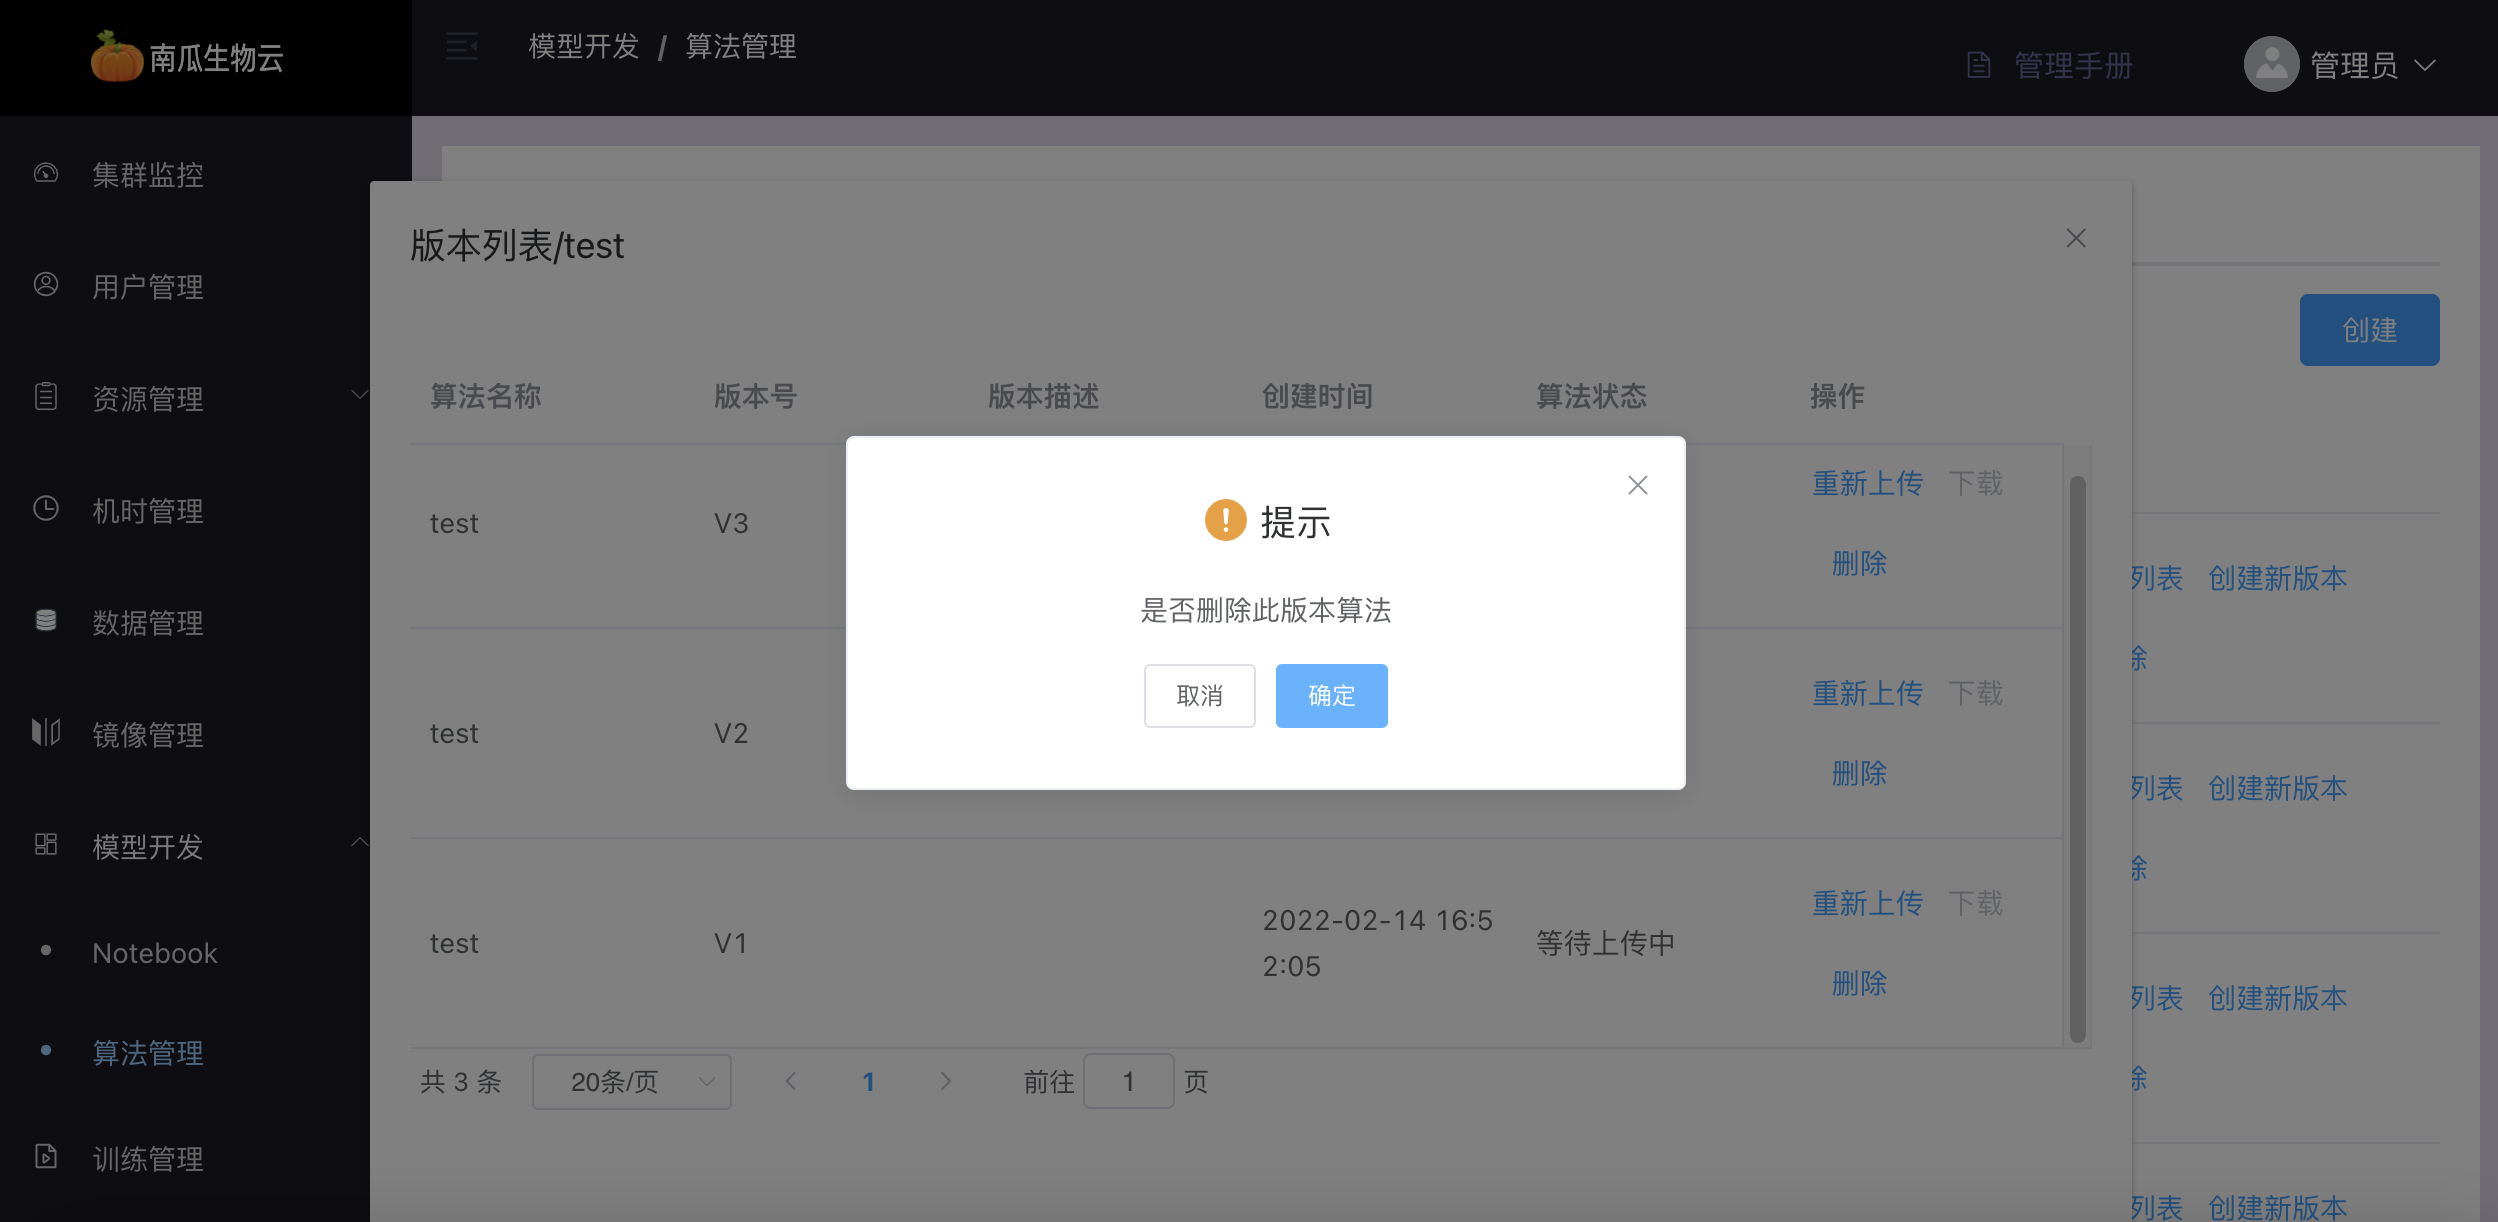 南瓜生物云
模型开发 / 算法管理
管理手册
管理员
集群监控
用户管理
资源管理
机时管理
数据管理
镜像管理
模型开发
Notebook
算法管理
训练管理
版本列表/test
创建
算法名称 版本号 版本描述 创建时间 算法状态 操作
test V3 重新上传 下载
删除
test V2 重新上传 下载
删除
test V1 2022-02-14 16:5
2:05 等待上传中 重新上传 下载
删除
提示
是否删除此版本算法
取消 确定
共 3 条 20条/页 1 前往 1 页
列表 创建新版本
除
列表 创建新版本
除
列表 创建新版本
除
列表 创建新版本